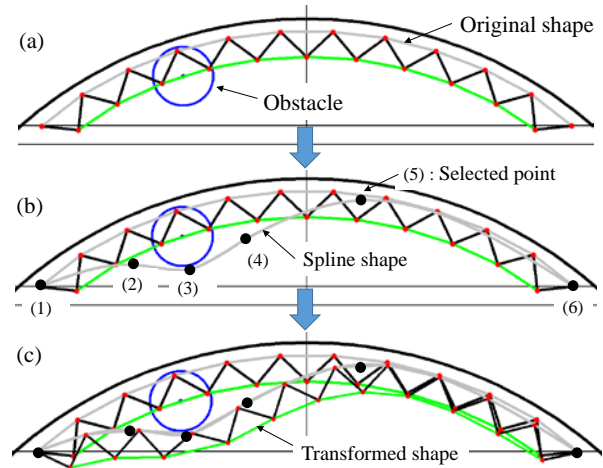 (a)
Original shape
Obstacle
(5) : Selected point
(b)
(4)
Spline shape
(2)
(3)
(1)
(6)
(c)
Transformed shape